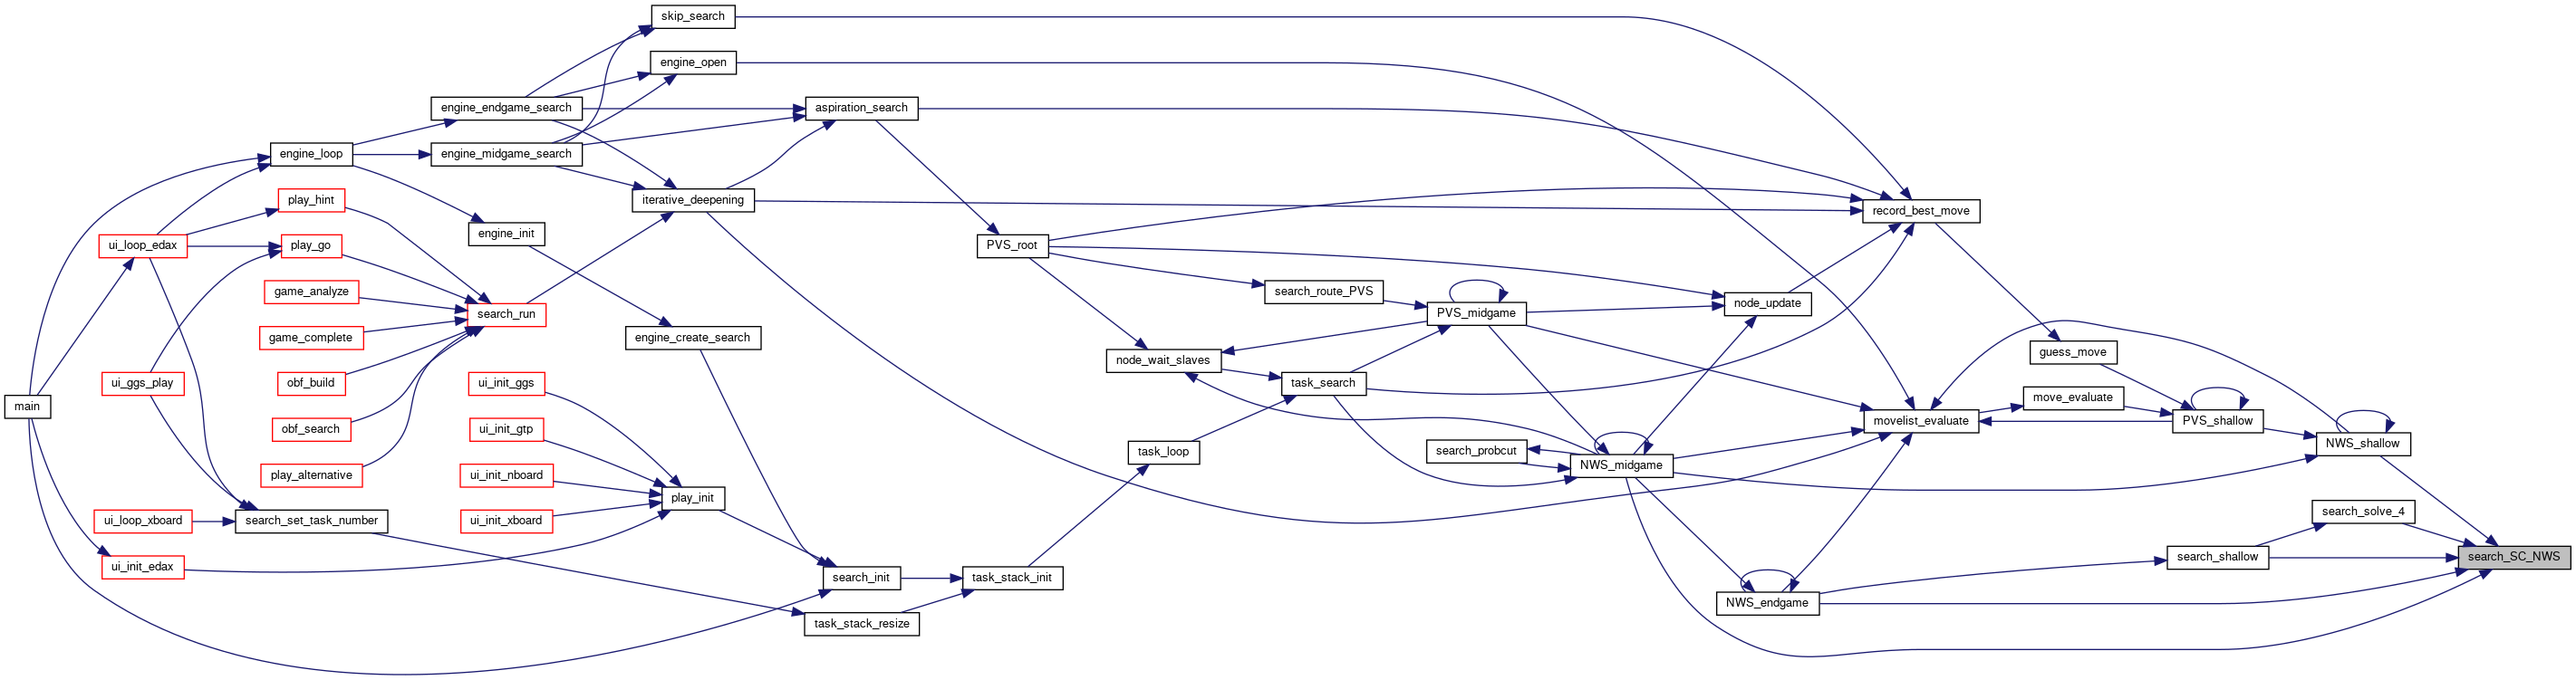 skip_search
engine_open
engine_endgame_search
aspiration_search
engine_loop
engine_midgame_search
play_hint
iterative_deepening
record_best_move
engine_init
ui_loop_edax
play_go
PVS_root
game_analyze
search_route_PVS
node_update
search_run
PVS_midgame
game_complete
engine_create_search
guess_move
node_wait_slaves
ui_ggs_play
obf_build
ui_init_ggs
task_search
move_evaluate
main
movelist_evaluate
PVS_shallow
obf_search
ui_init_gtp
NWS_shallow
task_loop
search_probcut
NWS_midgame
play_alternative
ui_init_nboard
play_init
search_solve_4
ui_loop_xboard
search_set_task_number
ui_init_xboard
search_shallow
search_SC_NWS
ui_init_edax
search_init
task_stack_init
NWS_endgame
task_stack_resize